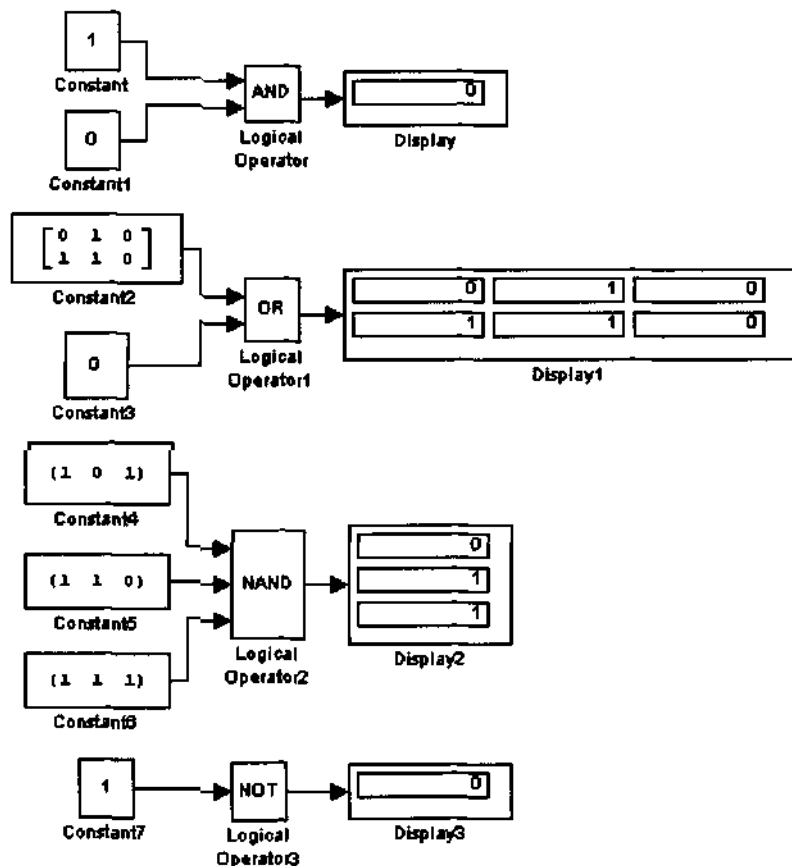 1
Constant
AND
Logical
Operator
0
Display
0
Constant1
0 1 0
1 1 0
Constant2
OR
Logical
Operator1
0 1 0
1 1 0
Display1
0
Constant3
(1 0 1)
Constant4
(1 1 0)
Constant5
(1 1 1)
Constant6
NAND
Logical
Operator2
0
1
1
Display2
1
Constant7
NOT
Logical
Operator3
0
Display3